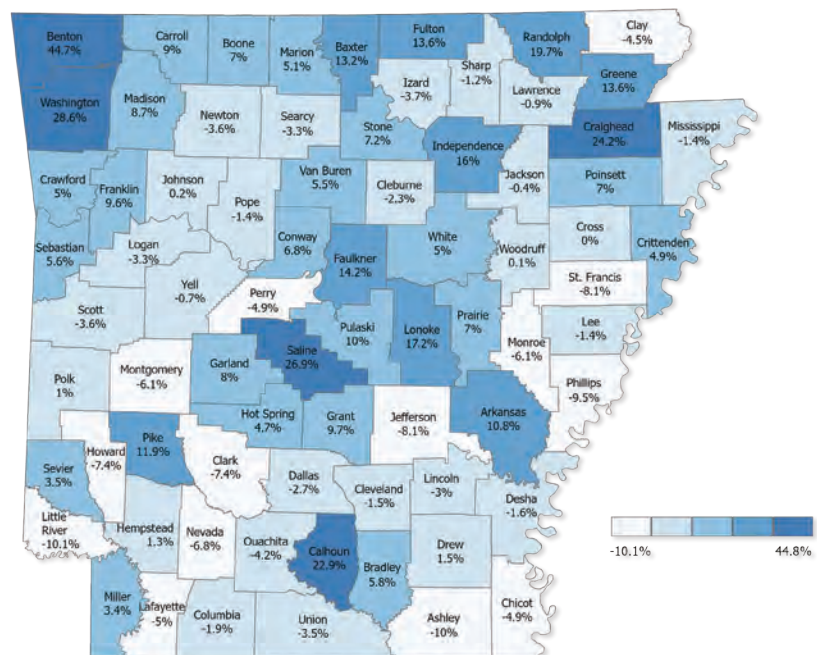 Benton
44.7%
Carroll
9%
Boone
7%
Marion
5.1%
Baxter
13.2%
Fulton
13.6%
Randolph
19.7%
Clay
-4.5%
Izard
-3.7%
Sharp
-1.2%
Lawrence
-0.9%
Greene
13.6%
Washington
28.6%
Madison
8.7%
Newton
-3.6%
Searcy
-3.3%
Stone
7.2%
Independence
16%
Craighead
24.2%
Mississippi
-1.4%
Crawford
5%
Franklin
9.6%
Johnson
0.2%
Pope
-1.4%
Van Buren
5.5%
Cleburne
-2.3%
Jackson
-0.4%
Poinsett
7%
Sebastian
5.6%
Logan
-3.3%
Conway
6.8%
Faulkner
14.2%
White
5%
Woodruff
0.1%
Cross
0%
Crittenden
4.9%
Scott
-3.6%
Yell
-0.7%
Perry
-4.9%
Pulaski
10%
Lonoke
17.2%
Prairie
7%
Monroe
-6.1%
St. Francis
-8.1%
Lee
-1.4%
Phillips
-9.5%
Polk
1%
Montgomery
-6.1%
Garland
8%
Saline
26.9%
Hot Spring
4.7%
Grant
9.7%
Jefferson
-8.1%
Arkansas
10.8%
Sevier
3.5%
Howard
-7.4%
Pike
11.9%
Clark
-7.4%
Dallas
-2.7%
Cleveland
-1.5%
Lincoln
-3%
Desha
-1.6%
Little
River
-10.1%
Hempstead
1.3%
Nevada
-6.8%
Ouachita
-4.2%
Calhoun
22.9%
Bradley
5.8%
Drew
1.5%
Miller
3.4%
Lafayette
-5%
Columbia
-1.9%
Union
-3.5%
Ashley
-10%
Chicot
-4.9%
-10.1%
44.8%